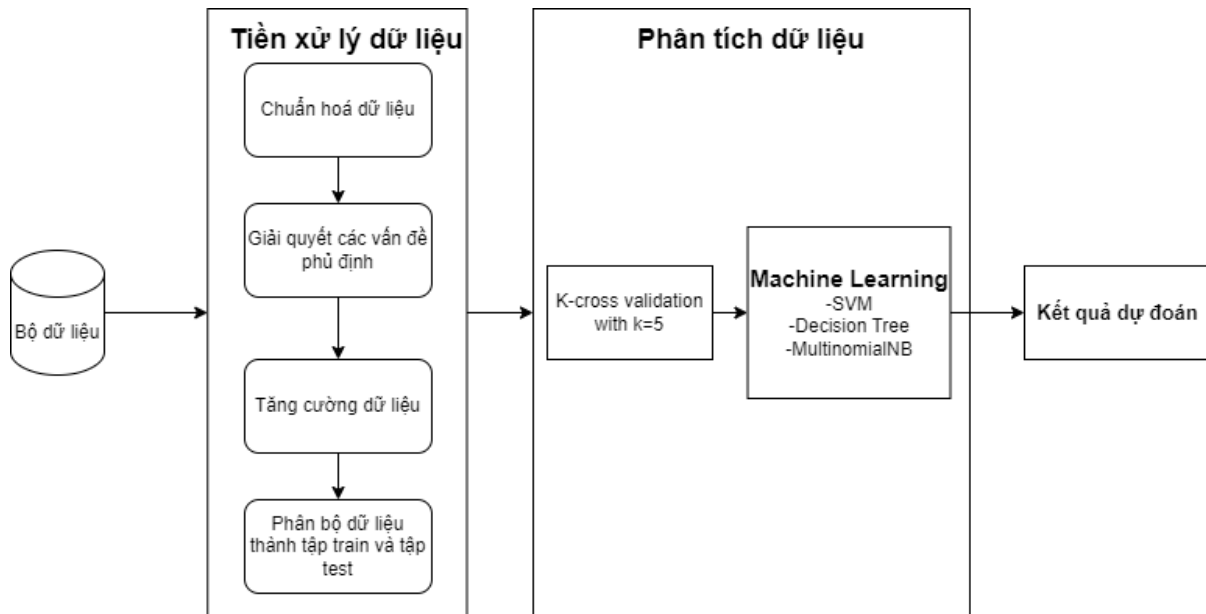 Bộ dữ liệu
Tiền xử lý dữ liệu
Chuẩn hoá dữ liệu
Giải quyết các vấn đề
phủ định
Tăng cường dữ liệu
Phân bộ dữ liệu
thành tập train và tập
test
Phân tích dữ liệu
K-cross validation
with k=5
Machine Learning
-SVM
-Decision Tree
-MultinomialNB
Kết quả dự đoán